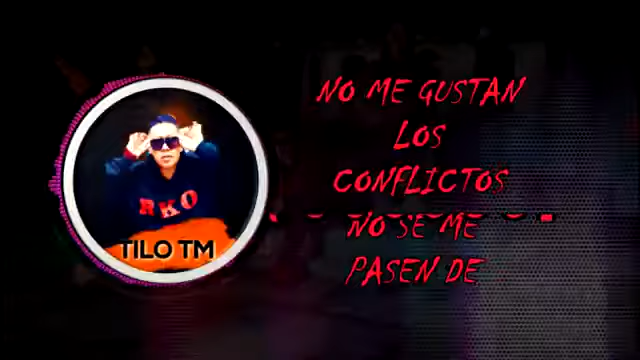 RKO
TILO TM
NO ME GUSTAN
LOS
CONFLICTOS
NO SE ME
PASEN DE